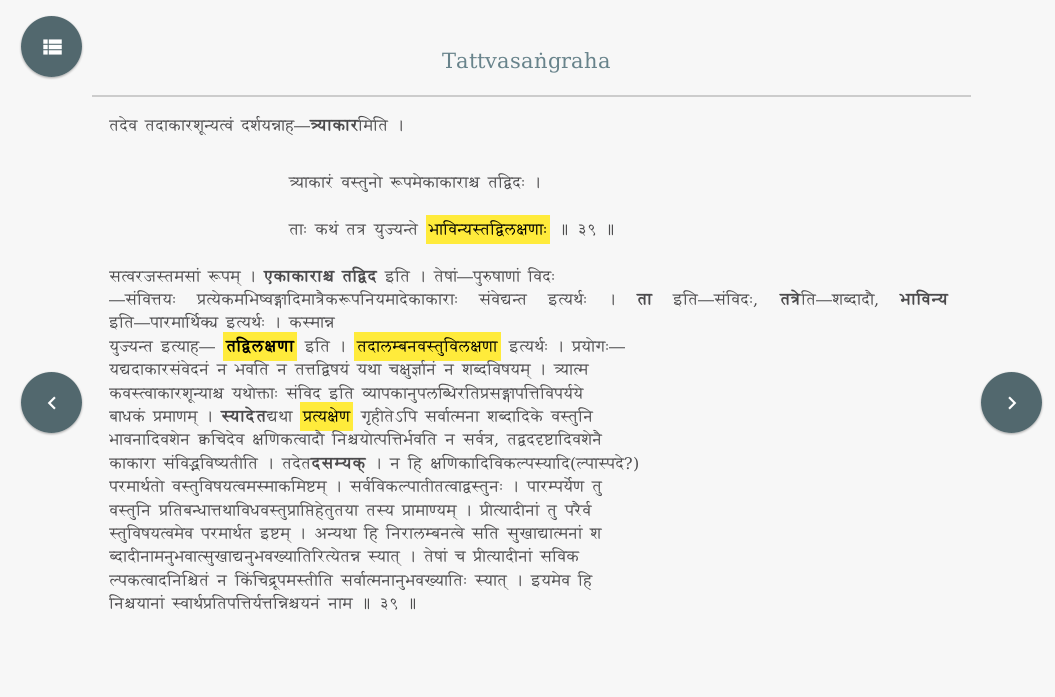 Tattvasaṅgraha
तदेव तदाकारशून्यत्वं दर्शयन्नाह—त्र्याकारमिति ।
त्र्याकारं वस्तुनो रूपमेकाकाराश्च तद्विदः ।
ताः कथं तत्र युज्यन्ते भाविन्यस्तद्विलक्षणाः ॥ ३९ ॥
सत्वरजस्तमसां रूपम् । एकाकाराश्च तद्विद इति । तेषां—पुरुषाणां विदः
—संवित्तयः प्रत्येकमभिष्वङ्गादिमात्रैकरूपनियमादेकाकाराः संवेद्यन्त इत्यर्थः । ता इति—संविदः, तत्रेति—शब्दादौ, भाविन्य
इति—पारमार्थिक्य इत्यर्थः । कस्मान्न
युज्यन्त इत्याह— तद्विलक्षणा इति । तदालम्बनवस्तुविलक्षणा इत्यर्थः । प्रयोगः—
यद्यदाकारसंवेदनं न भवति न तत्तद्विषयं यथा चक्षुर्ज्ञानं न शब्दविषयम् । त्र्यात्म
कवस्त्वाकारशून्याश्च यथोक्ताः संविद इति व्यापकानुपलब्धिरतिप्रसङ्गापत्तिविपर्यये
बाधकं प्रमाणम् । स्यादेतद्यथा प्रत्यक्षेण गृहीतेऽपि सर्वात्मना शब्दादिके वस्तुनि
भावनादिवशेन क्वचिदेव क्षणिकत्वादौ निश्चयोत्पत्तिर्भवति न सर्वत्र, तद्वददृष्टादिवशेनै
काकारा संविद्भविष्यतीति । तदेतदसम्यक् । न हि क्षणिकादिविकल्पस्यादि(ल्पास्पदे?)
परमार्थतो वस्तुविषयत्वमस्माकमिष्टम् । सर्वविकल्पातीतत्वाद्वस्तुनः । पारम्पर्येण तु
वस्तुनि प्रतिबन्धात्तथाविधवस्तुप्राप्तिहेतुतया तस्य प्रामाण्यम् । प्रीत्यादीनां तु परैर्व
स्तुविषयत्वमेव परमार्थत इष्टम् । अन्यथा हि निरालम्बनत्वे सति सुखाद्यात्मनां श
ब्दादीनामनुभवात्सुखाद्यनुभवख्यातिरित्येतन्न स्यात् । तेषां च प्रीत्यादीनां सविक
ल्पकत्वादनिश्चितं न किंचिद्रूपमस्तीति सर्वात्मनानुभवख्यातिः स्यात् । इयमेव हि
निश्चयानां स्वार्थप्रतिपत्तिर्यत्तन्निश्चयनं नाम ॥ ३९ ॥